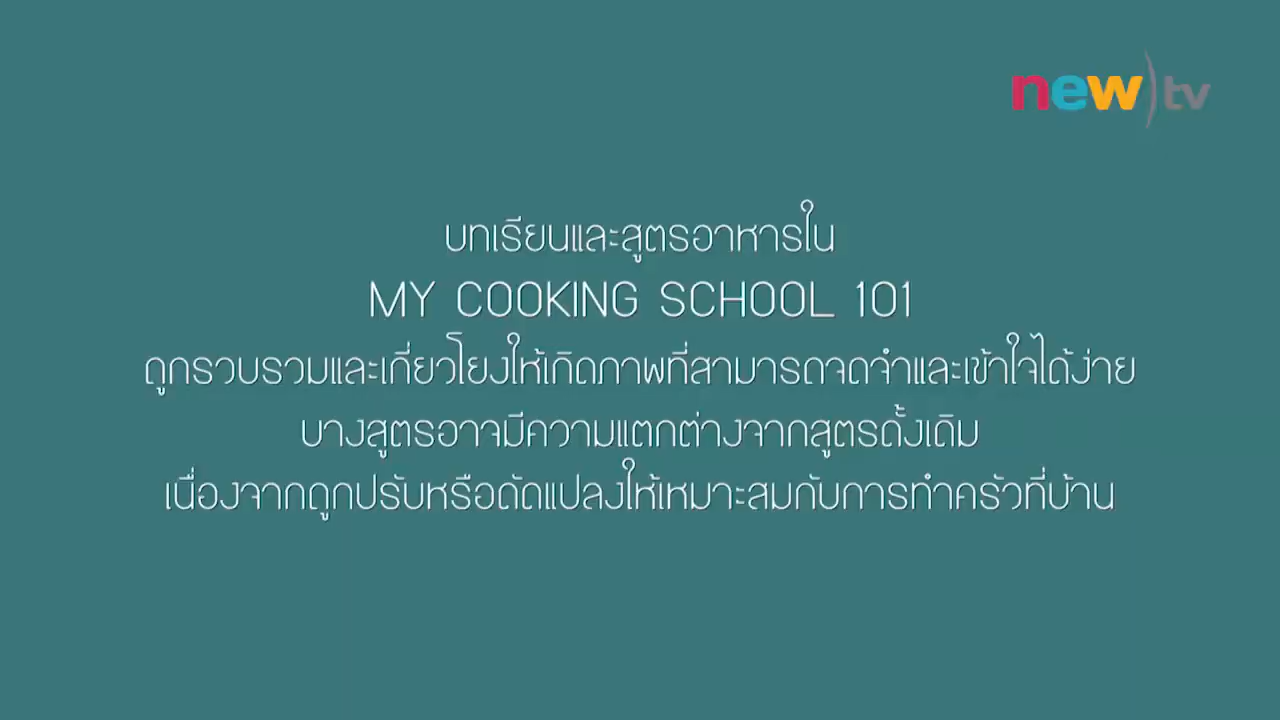 new)tv
บทเรียนและสูตรอาหารใน
MY COOKING SCHOOL 101
ถูกรวบรวมและเกี่ยวโยงให้เกิดภาพที่สามารถจดจำและเข้าใจได้ง่าย
บางสูตรอาจมีความแตกต่างจากสูตรดั้งเดิม
เนื่องจากถูกปรับหรือดัดแปลงให้เหมาะสมกับการทำครัวที่บ้าน